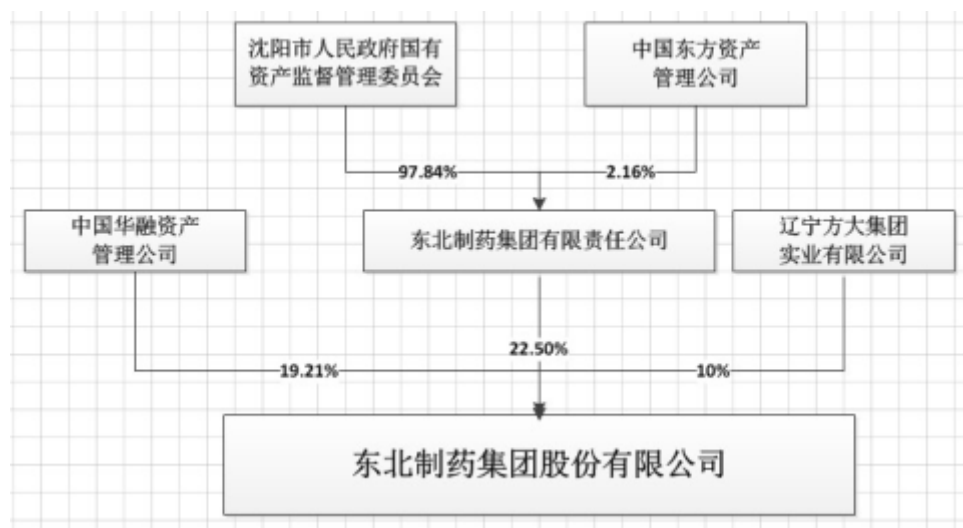 沈阳市人民政府国有
资产监督管理委员会
中国东方资产
管理公司
97.84%
2.16%
中国华融资产
管理公司
东北制药集团有限责任公司
辽宁方大集团
实业有限公司
22.50%
19.21%
10%
东北制药集团股份有限公司